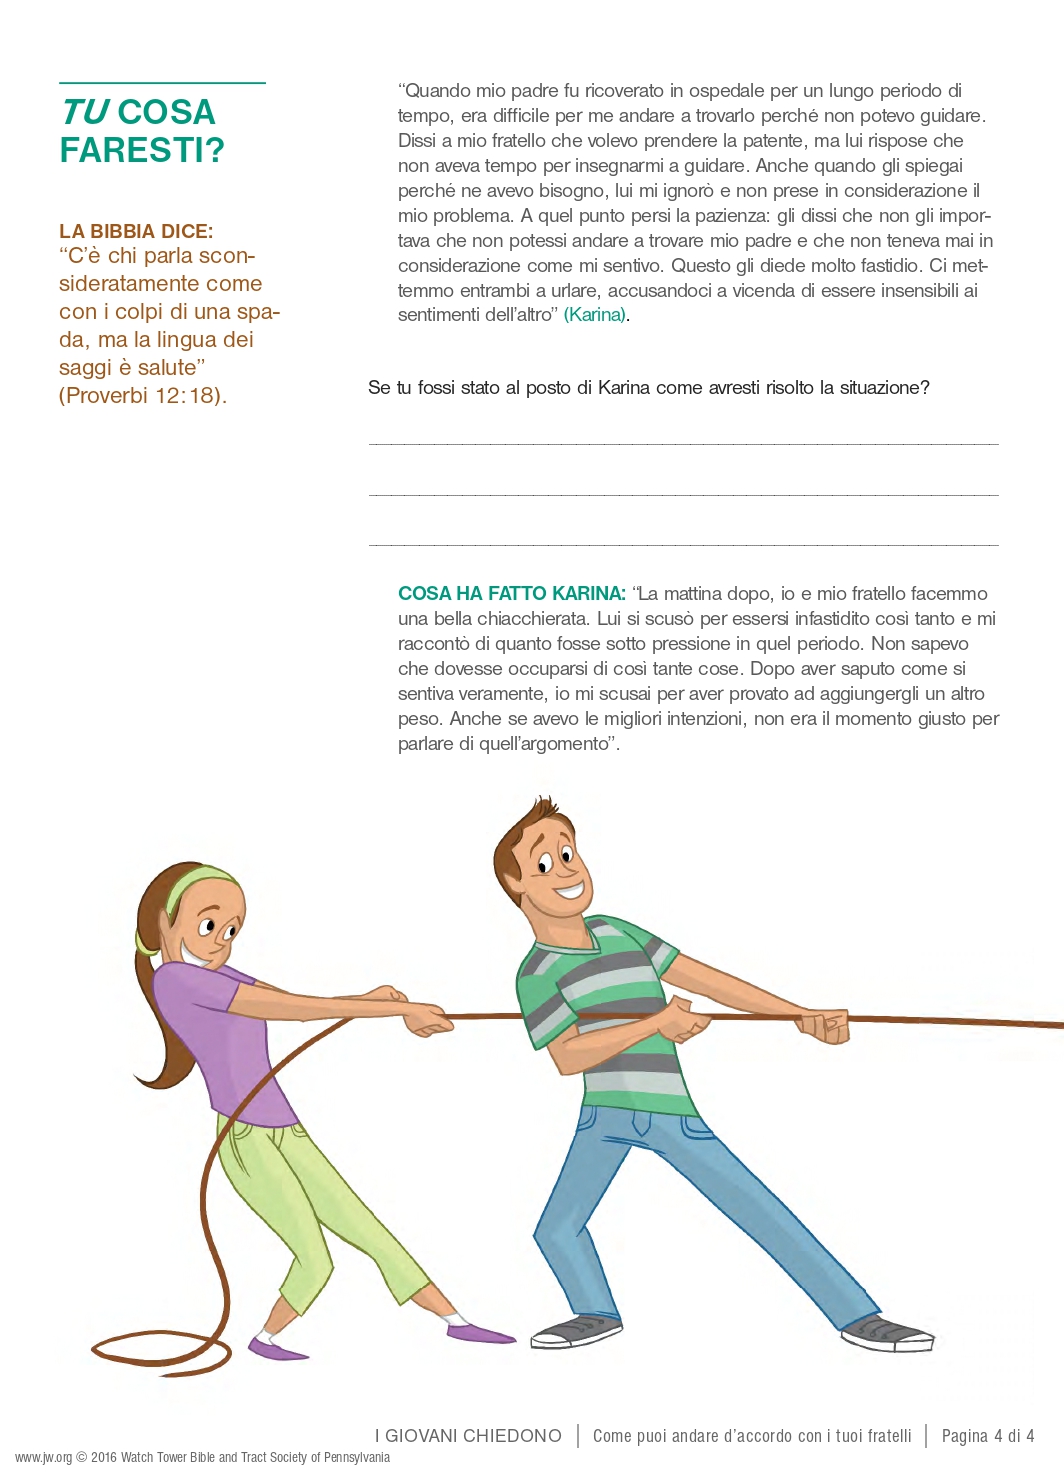 TU COSA
FARESTI?
LA BIBBIA DICE:
“C’è chi parla scon-
sideratamente come
con i colpi di una spa-
da, ma la lingua dei
saggi è salute”
(Proverbi 12:18).
“Quando mio padre fu ricoverato in ospedale per un lungo periodo di
tempo, era difficile per me andare a trovarlo perché non potevo guidare.
Dissi a mio fratello che volevo prendere la patente, ma lui rispose che
non aveva tempo per insegnarmi a guidare. Anche quando gli spiegai
perché ne avevo bisogno, lui mi ignorò e non prese in considerazione il
mio problema. A quel punto persi la pazienza: gli dissi che non gli impor-
tava che non potessi andare a trovare mio padre e che non teneva mai in
considerazione come mi sentivo. Questo gli diede molto fastidio. Ci met-
temmo entrambi a urlare, accusandoci a vicenda di essere insensibili ai
sentimenti dell’altro” (Karina).
Se tu fossi stato al posto di Karina come avresti risolto la situazione?
COSA HA FATTO KARINA: “La mattina dopo, io e mio fratello facemmo
una bella chiacchierata. Lui si scusò per essersi infastidito così tanto e mi
raccontò di quanto fosse sotto pressione in quel periodo. Non sapevo
che dovesse occuparsi di così tante cose. Dopo aver saputo come si
sentiva veramente, io mi scusai per aver provato ad aggiungergli un altro
peso. Anche se avevo le migliori intenzioni, non era il momento giusto per
parlare di quell’argomento”.
I GIOVANI CHIEDONO | Come puoi andare d’accordo con i tuoi fratelli | Pagina 4 di 4
www.jw.org © 2016 Watch Tower Bible and Tract Society of Pennsylvania